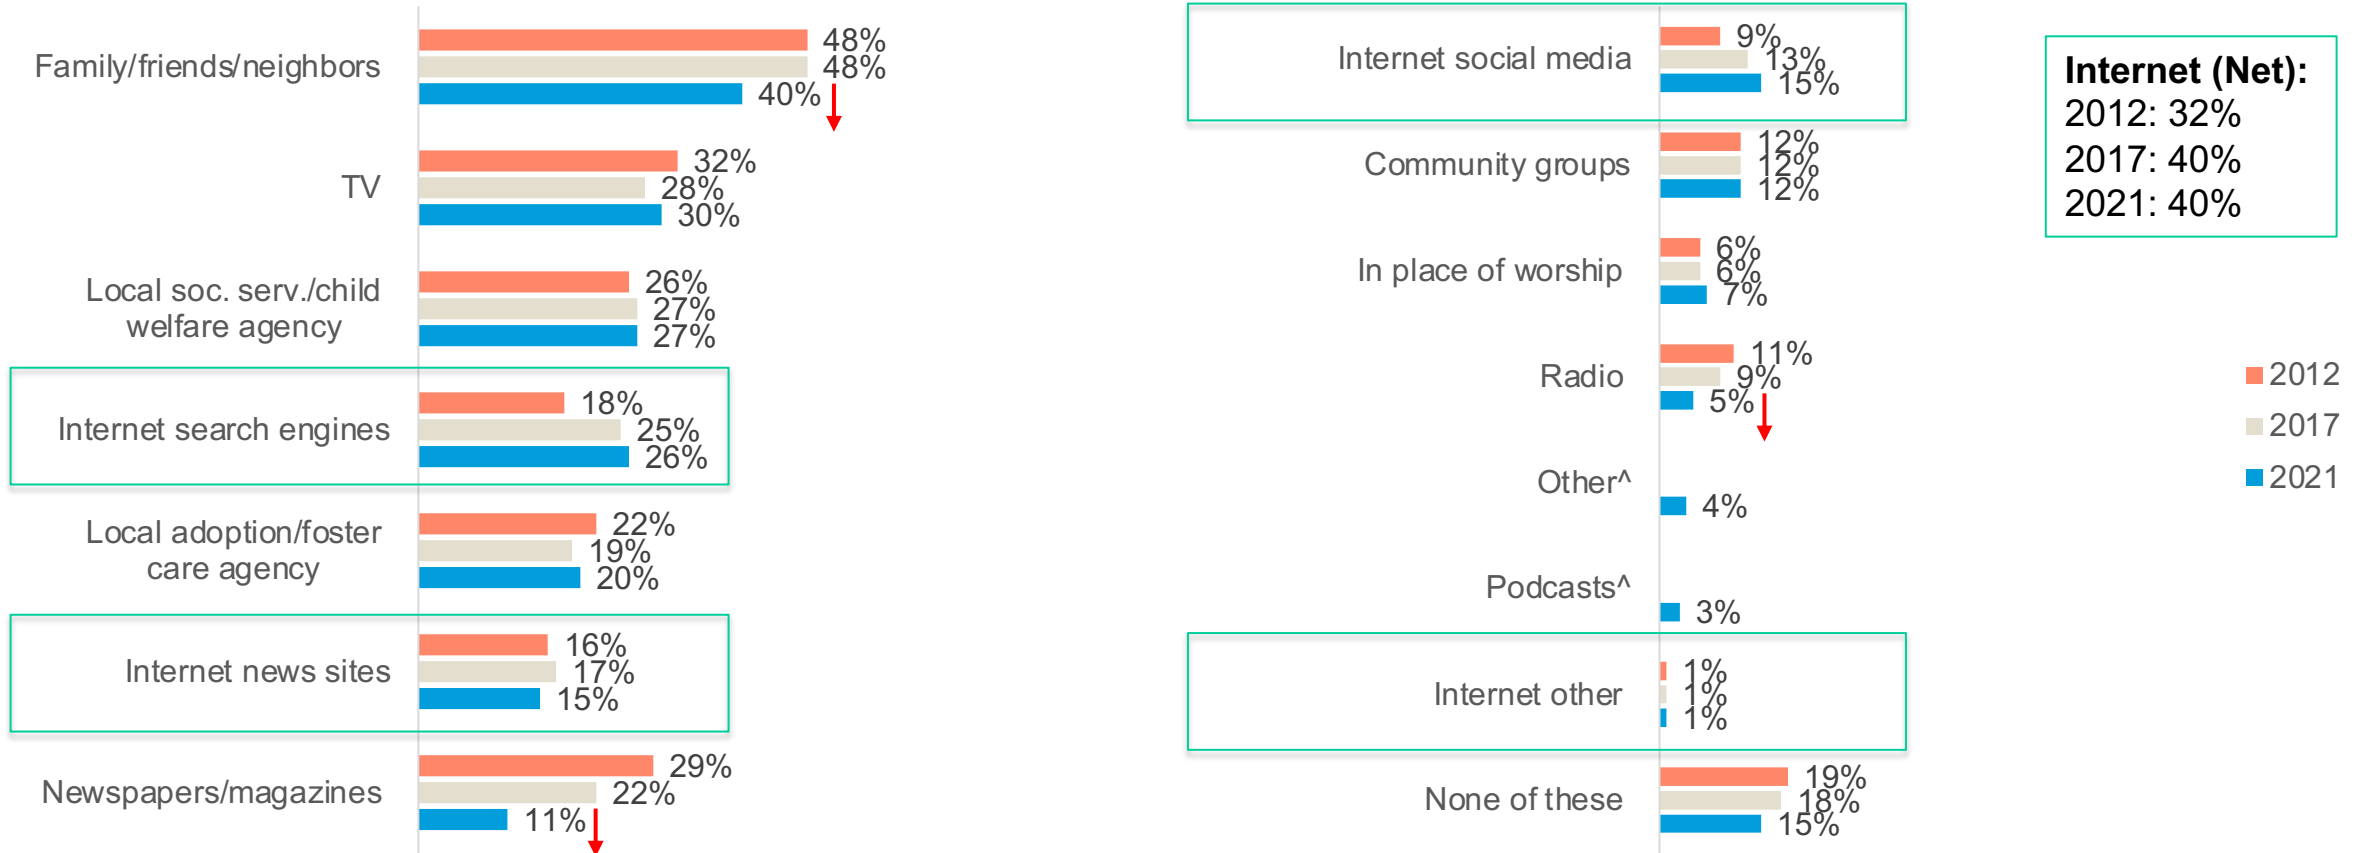 Family/friends/neighbors
48%
48%
40%
TV
32%
28%
30%
Local soc. serv./child
welfare agency
26%
27%
27%
Internet search engines
18%
25%
26%
Local adoption/foster
care agency
22%
19%
20%
Internet news sites
16%
17%
15%
Newspapers/magazines
29%
22%
11%
Internet social media
9%
13%
15%
Community groups
12%
12%
12%
In place of worship
6%
6%
7%
Radio
11%
9%
5%
Other^
4%
Podcasts^
3%
Internet other
1%
1%
1%
None of these
19%
18%
15%
Internet (Net):
2012: 32%
2017: 40%
2021: 40%
2012
2017
2021